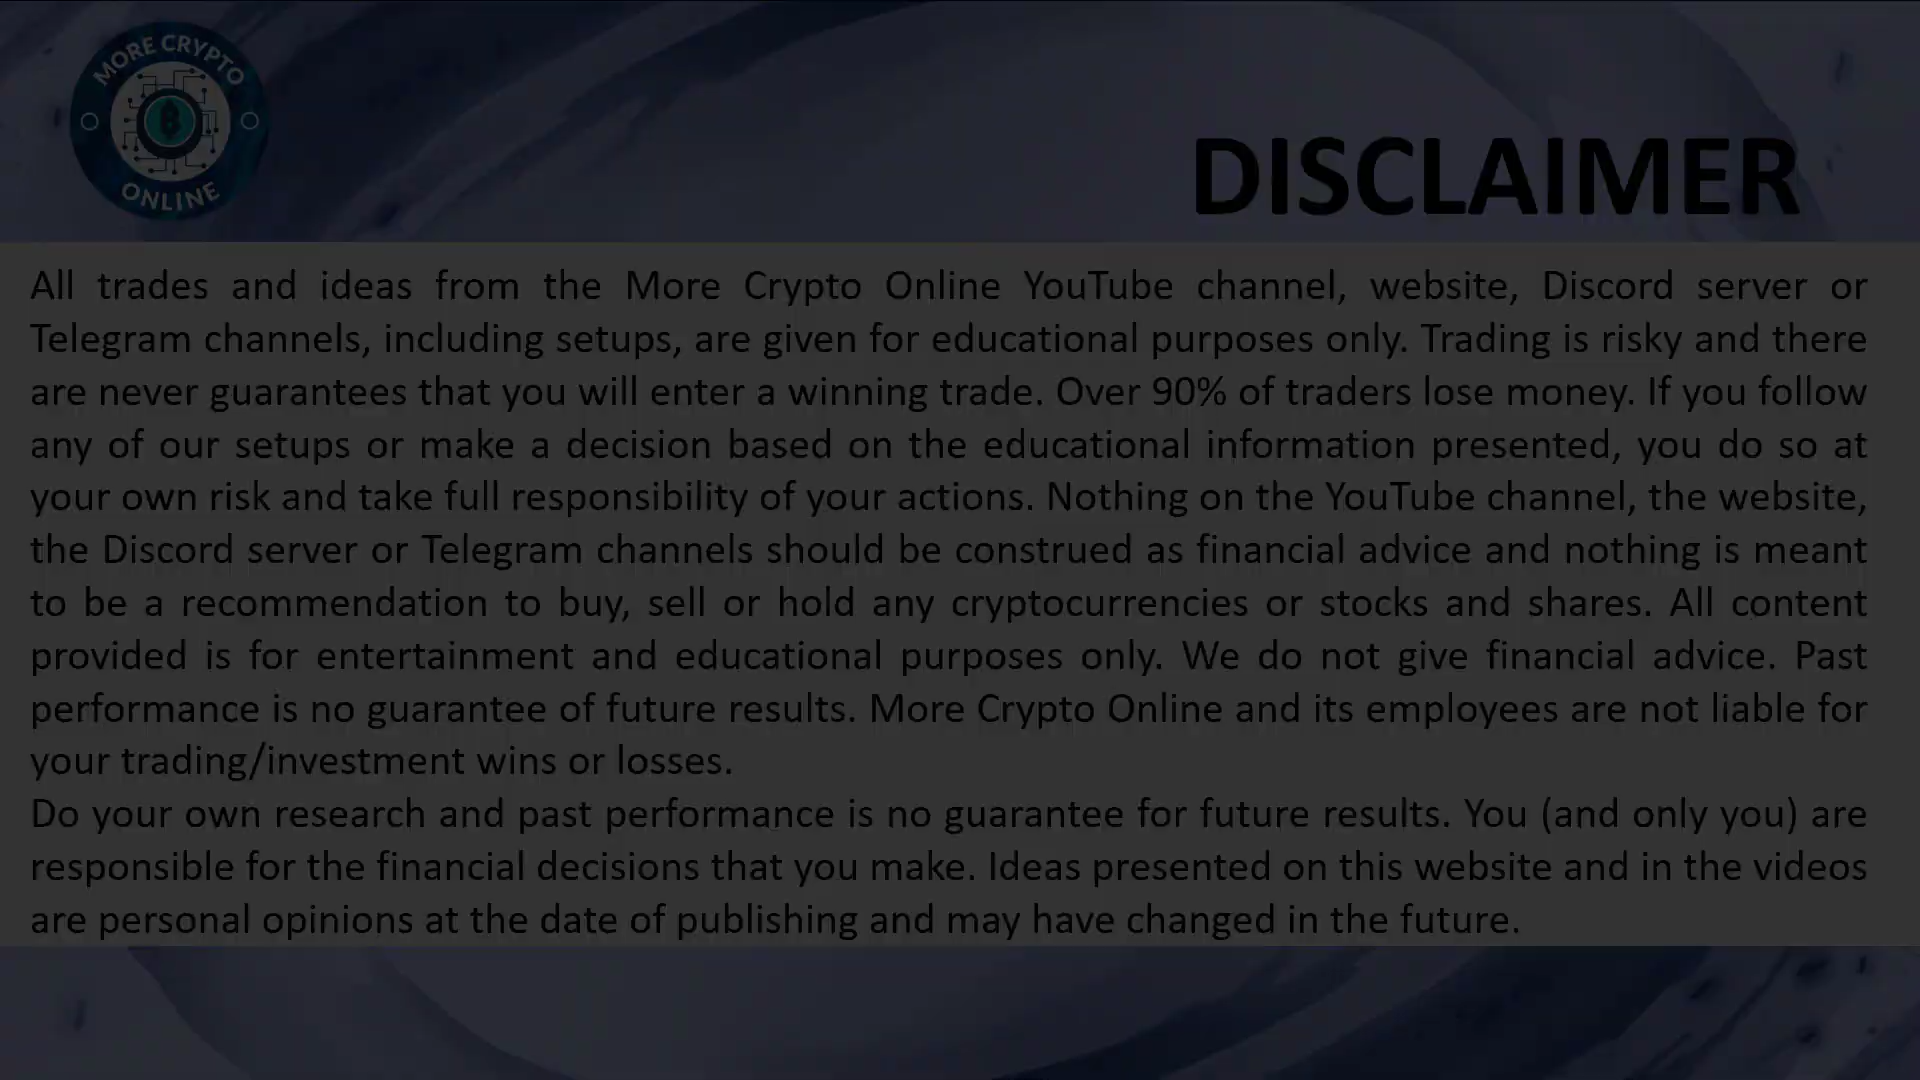 MORE CRYPTO
ONLINE
DISCLAIMER
All trades and ideas from the More Crypto Online YouTube channel, website, Discord server or
Telegram channels, including setups, are given for educational purposes only. Trading is risky and there
are never guarantees that you will enter a winning trade. Over 90% of traders lose money. If you follow
any of our setups or make a decision based on the educational information presented, you do so at
your own risk and take full responsibility of your actions. Nothing on the YouTube channel, the website,
the Discord server or Telegram channels should be construed as financial advice and nothing is meant
to be a recommendation to buy, sell or hold any cryptocurrencies or stocks and shares. All content
provided is for entertainment and educational purposes only. We do not give financial advice. Past
performance is no guarantee of future results. More Crypto Online and its employees are not liable for
your trading/investment wins or losses.
Do your own research and past performance is no guarantee for future results. You (and only you) are
responsible for the financial decisions that you make. Ideas presented on this website and in the videos
are personal opinions at the date of publishing and may have changed in the future.